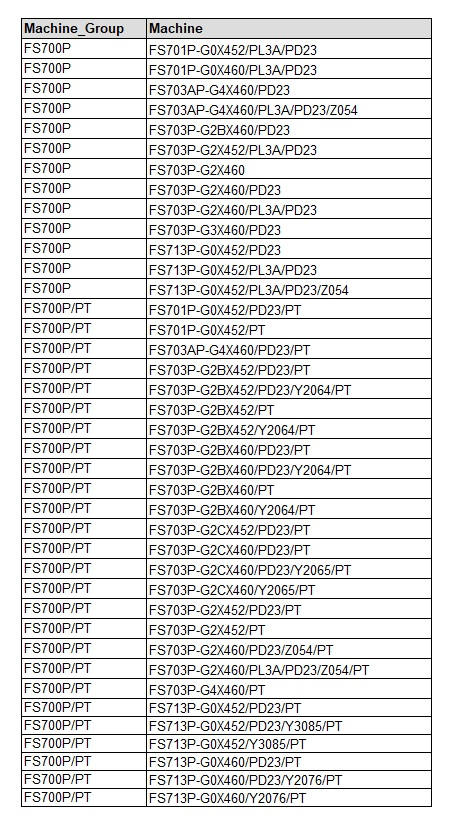 Machine_Group Machine
FS700P FS701P-G0X452/PL3A/PD23
FS700P FS701P-G0X460/PL3A/PD23
FS700P FS703AP-G4X460/PD23
FS700P FS703AP-G4X460/PL3A/PD23/Z054
FS700P FS703P-G2BX460/PD23
FS700P FS703P-G2X452/PL3A/PD23
FS700P FS703P-G2X460
FS700P FS703P-G2X460/PD23
FS700P FS703P-G2X460/PL3A/PD23
FS700P FS703P-G3X460/PD23
FS700P FS713P-G0X452/PD23
FS700P FS713P-G0X452/PL3A/PD23
FS700P FS713P-G0X452/PL3A/PD23/Z054
FS700P/PT FS701P-G0X452/PD23/PT
FS700P/PT FS701P-G0X452/PT
FS700P/PT FS703AP-G4X460/PD23/PT
FS700P/PT FS703P-G2BX452/PD23/PT
FS700P/PT FS703P-G2BX452/PD23/Y2064/PT
FS700P/PT FS703P-G2BX452/PT
FS700P/PT FS703P-G2BX452/Y2064/PT
FS700P/PT FS703P-G2BX460/PD23/PT
FS700P/PT FS703P-G2BX460/PD23/Y2064/PT
FS700P/PT FS703P-G2BX460/PT
FS700P/PT FS703P-G2BX460/Y2064/PT
FS700P/PT FS703P-G2CX452/PD23/PT
FS700P/PT FS703P-G2CX460/PD23/PT
FS700P/PT FS703P-G2CX460/PD23/Y2065/PT
FS700P/PT FS703P-G2CX460/Y2065/PT
FS700P/PT FS703P-G2X452/PD23/PT
FS700P/PT FS703P-G2X452/PT
FS700P/PT FS703P-G2X460/PD23/Z054/PT
FS700P/PT FS703P-G2X460/PL3A/PD23/Z054/PT
FS700P/PT FS703P-G4X460/PT
FS700P/PT FS713P-G0X452/PD23/PT
FS700P/PT FS713P-G0X452/PD23/Y3085/PT
FS700P/PT FS713P-G0X452/Y3085/PT
FS700P/PT FS713P-G0X460/PD23/PT
FS700P/PT FS713P-G0X460/PD23/Y2076/PT
FS700P/PT FS713P-G0X460/Y2076/PT